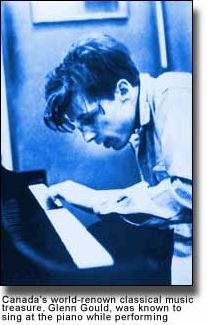 Canada's world-renown classical music
treasure, Glenn Gould, was known to
sing at the piano while performing